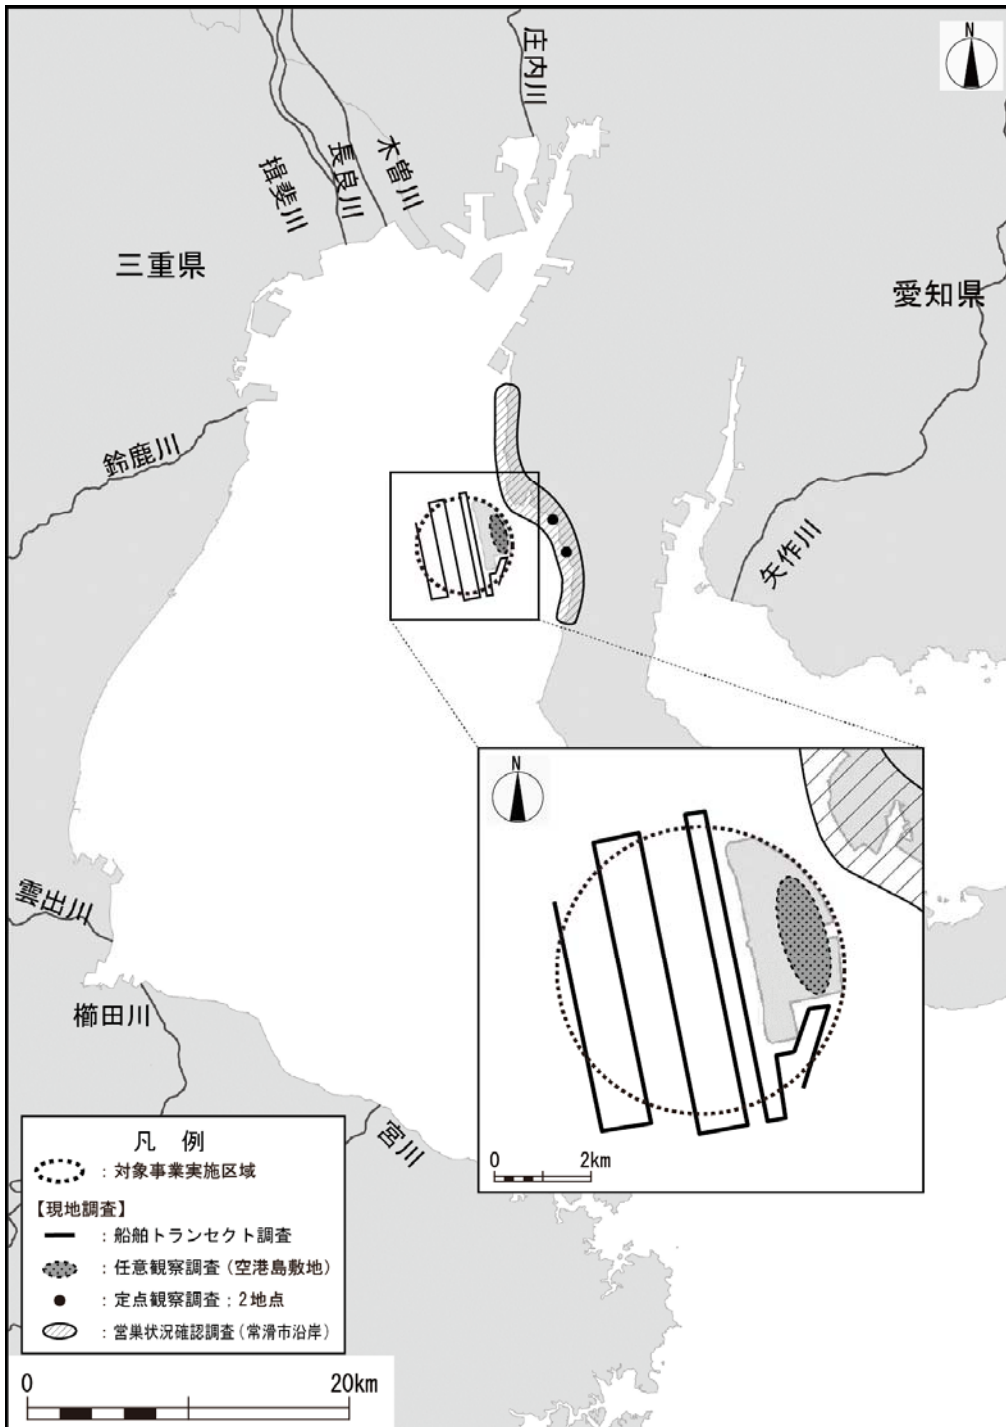 N
庄内川
木曽川
長良川
揖斐川
三重県
愛知県
鈴鹿川
矢作川
N
雲出川
櫛田川
宮川
0 2km
凡 例
：対象事業実施区域
【現地調査】
：船舶トランセクト調査
：任意観察調査(空港島敷地)
：定点観察調査；2地点
：営巣状況確認調査(常滑市沿岸)
0 20km